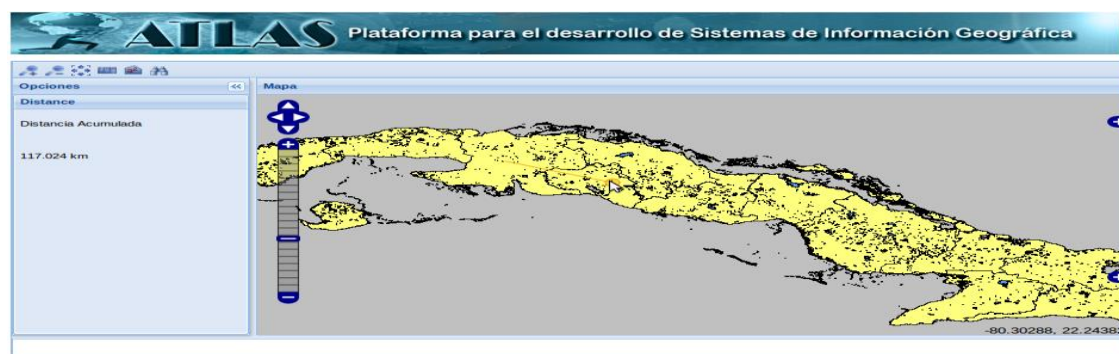 ATLAS
Plataforma para el desarrollo de Sistemas de Información Geográfica
Opciones
Mapa
Distance
Distancia Acumulada
117.024 km
-80.30288, 22.2438